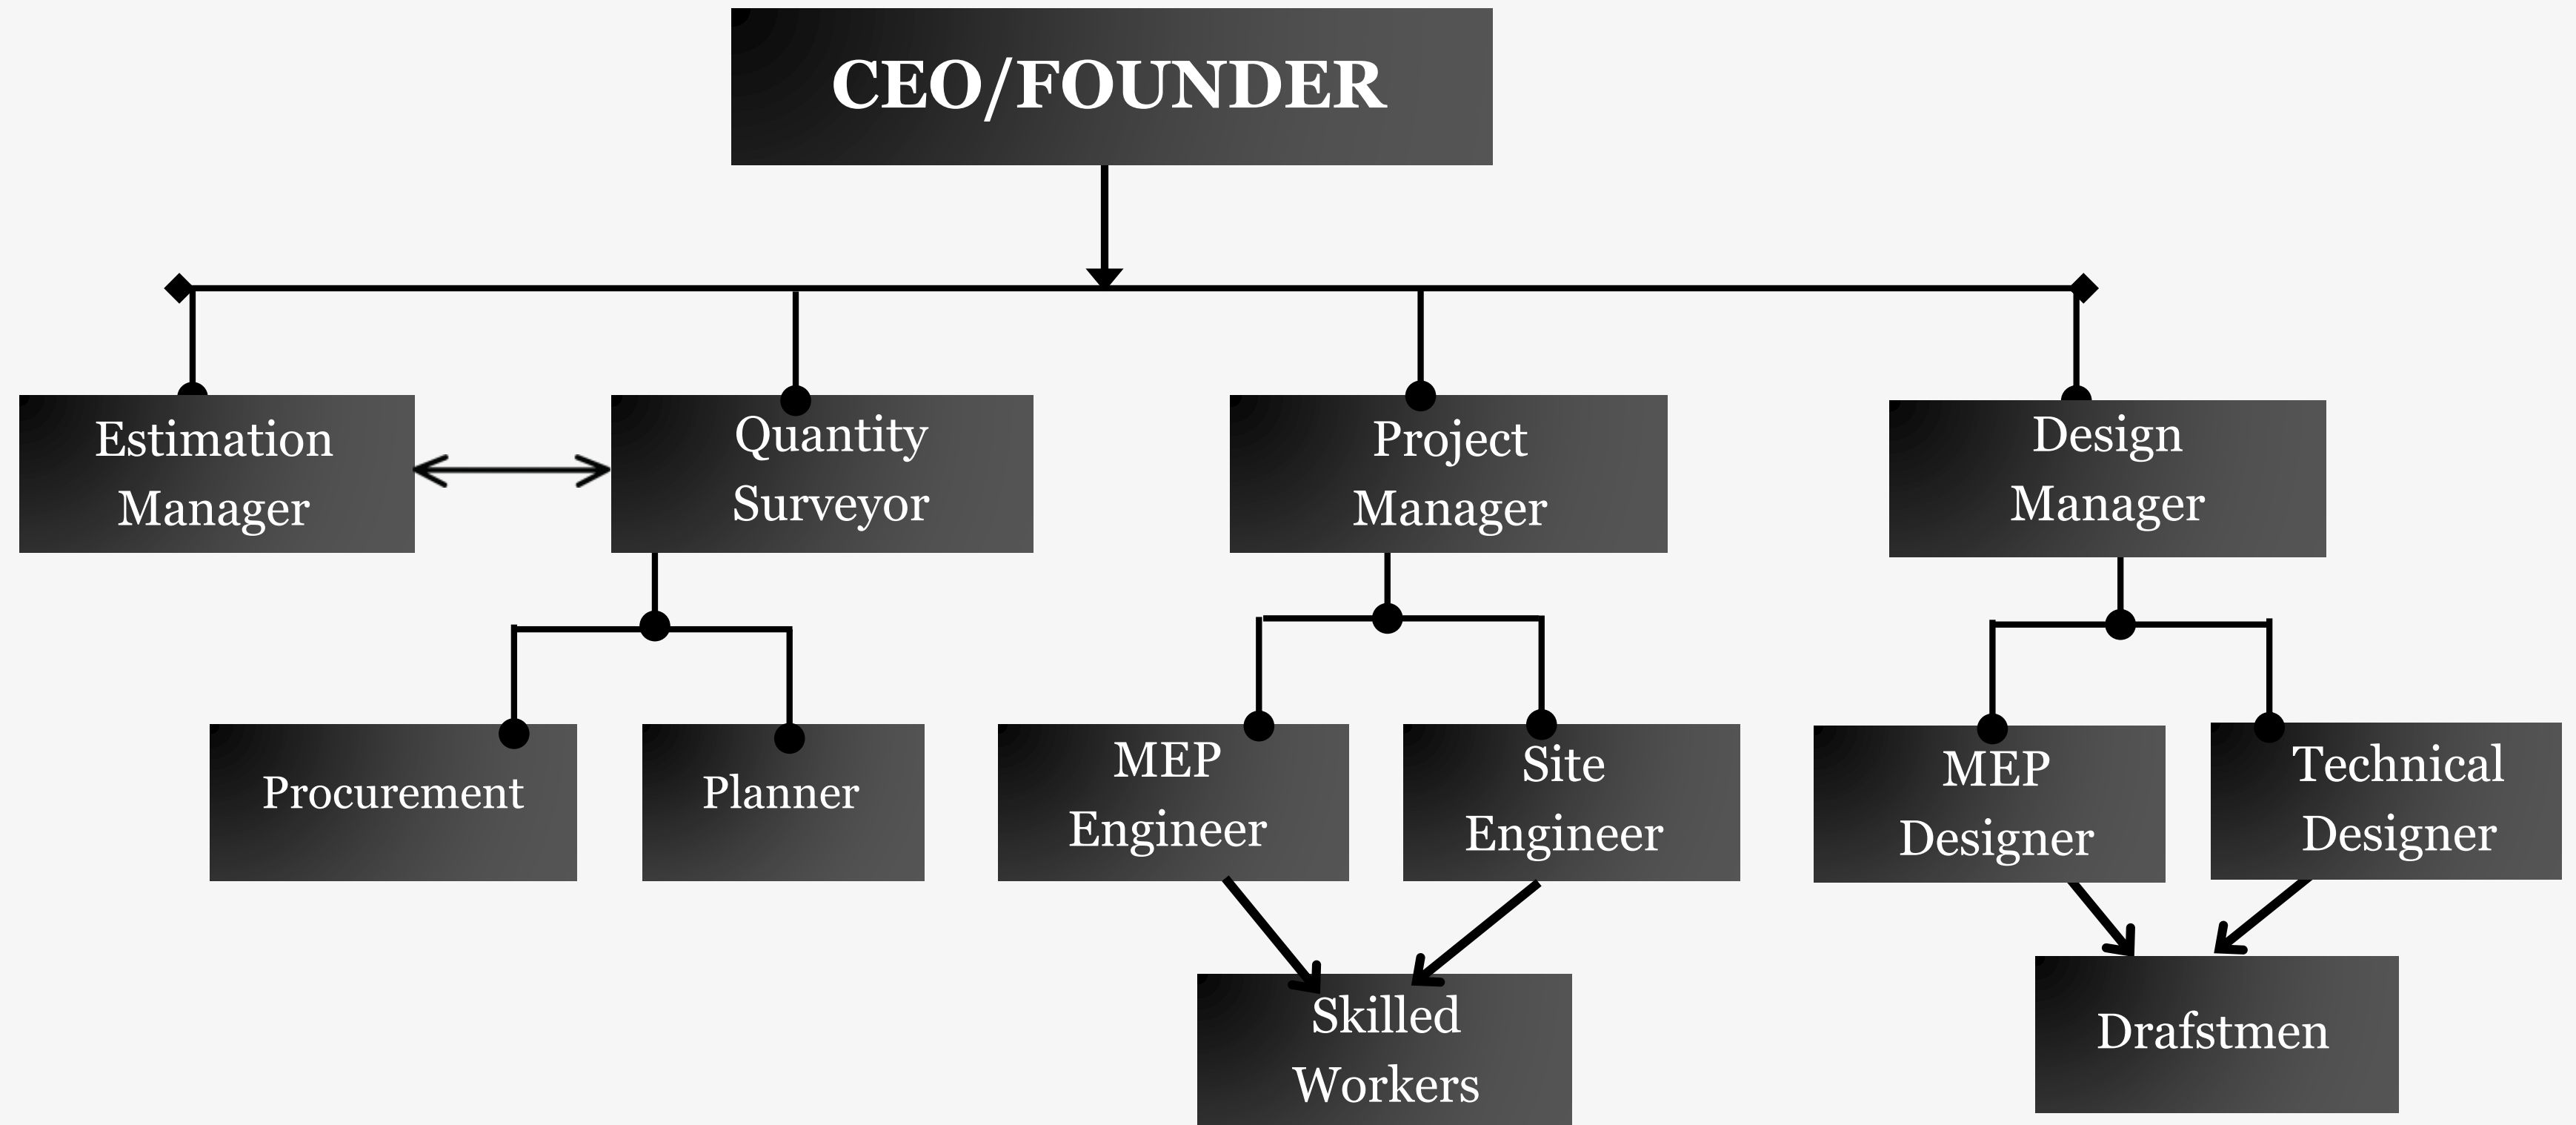 CEO/FOUNDER
Estimation
Manager
Quantity
Surveyor
Project
Manager
Design
Manager
Procurement
Planner
MEP
Engineer
Site
Engineer
MEP
Designer
Technical
Designer
Skilled
Workers
Drafstmen